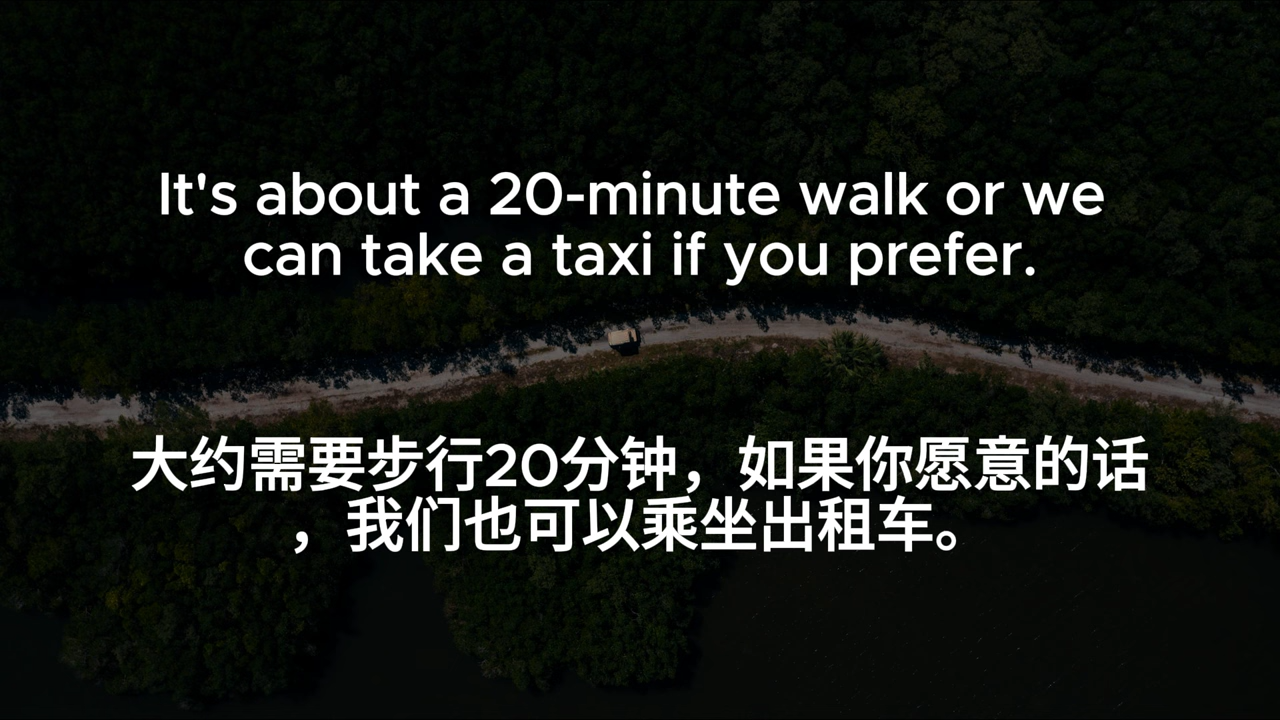 It's about a 20-minute walk or we
can take a taxi if you prefer.
大约需要步行20分钟，如果你愿意的话
，我们也可以乘坐出租车。